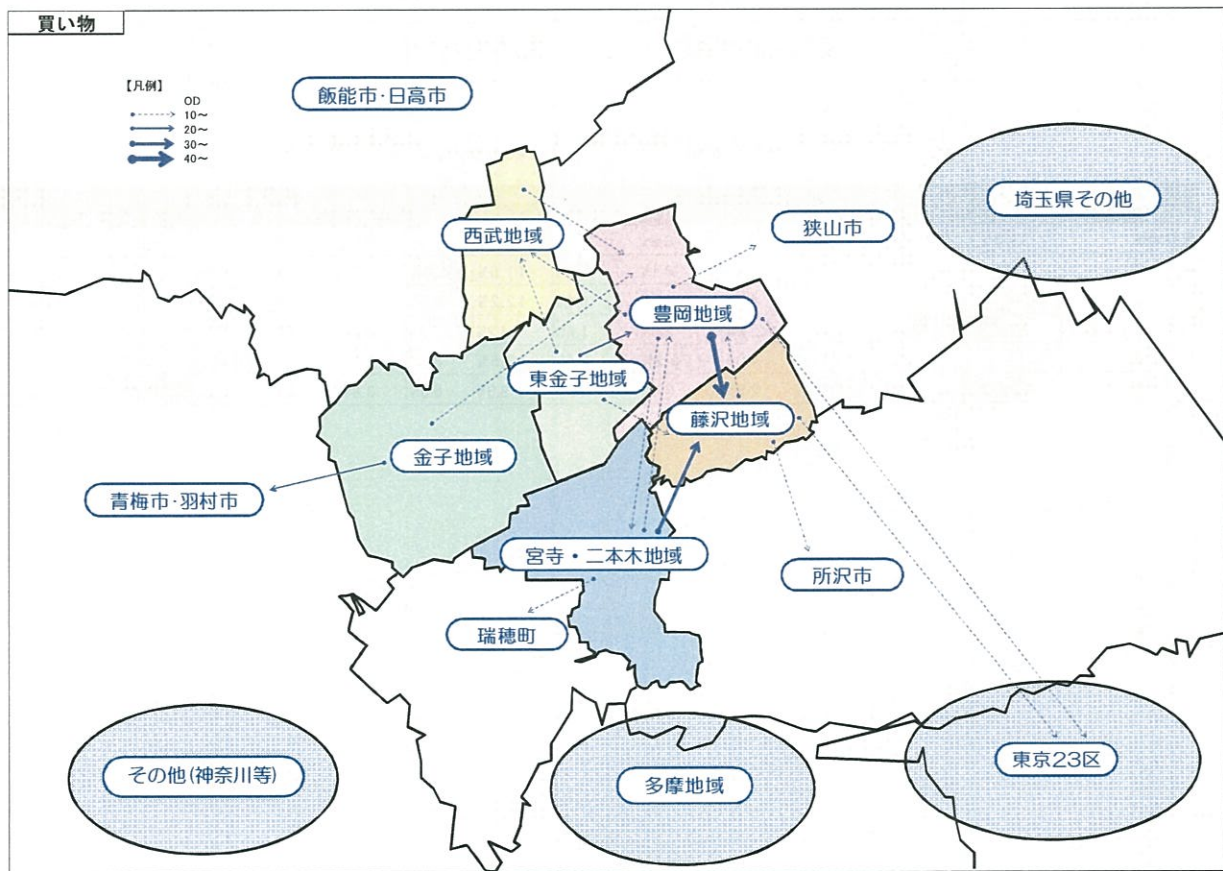 買い物
【凡例】
OD
10～
20～
30～
40～
飯能市・日高市
埼玉県その他
西武地域
狭山市
豊岡地域
東金子地域
藤沢地域
金子地域
青梅市・羽村市
宮寺・二本木地域
所沢市
瑞穂町
その他(神奈川等)
多摩地域
東京23区